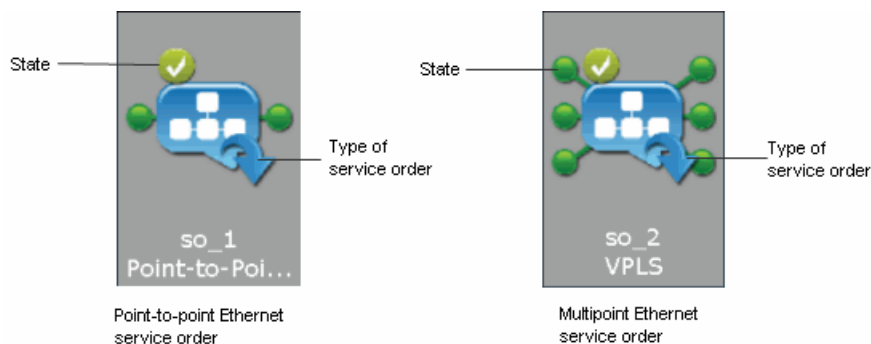 State
Type of
service order
so_1
Point-to-Poi...
Point-to-point Ethernet
service order
State
Type of
service order
so_2
VPLS
Multipoint Ethernet
service order